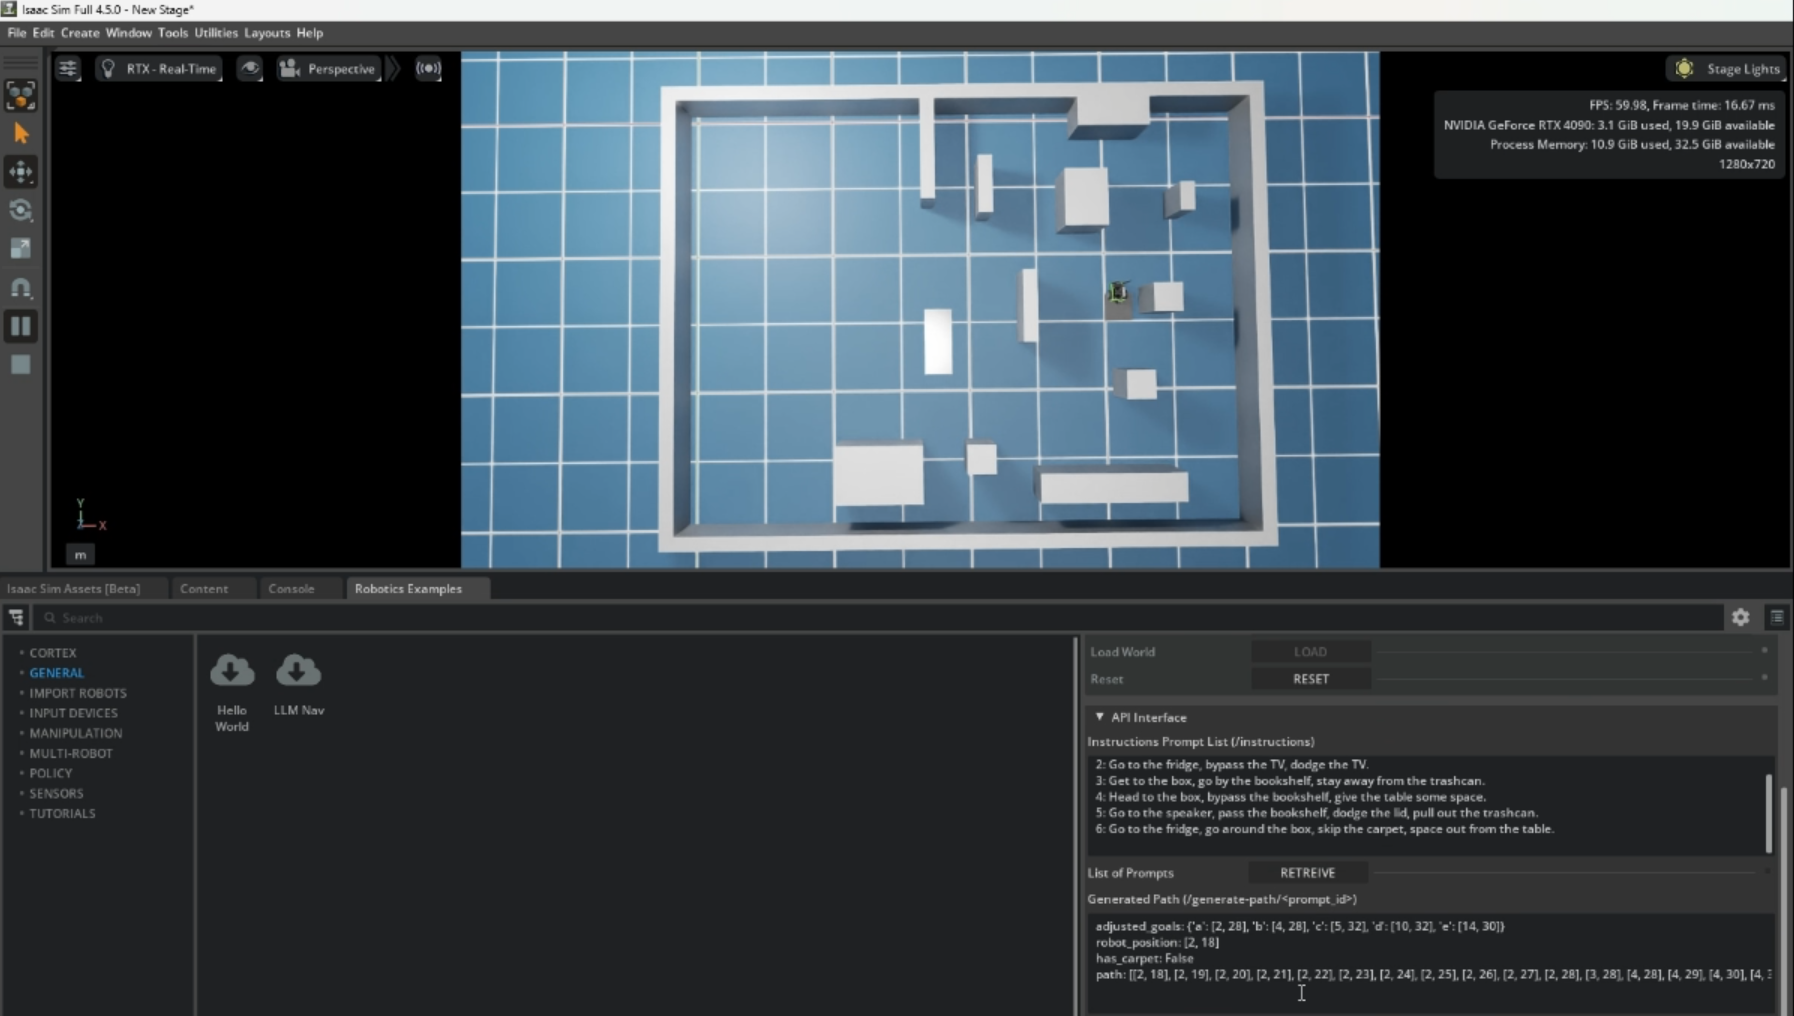 Isaac Sim Full 4.5.0 - New Stage*
File Edit Create Window Tools Utilities Layouts Help
RTX - Real-Time
Perspective
Stage Lights
FPS: 59.98, Frame time: 16.67 ms
NVIDIA GeForce RTX 4090: 3.1 GiB used, 19.9 GiB available
Process Memory: 10.9 GiB used, 32.5 GiB available
1280x720
Y
Z X
m
Isaac Sim Assets [Beta] Content Console Robotics Examples
Search
CORTEX
GENERAL
IMPORT ROBOTS
INPUT DEVICES
MANIPULATION
MULTI-ROBOT
POLICY
SENSORS
TUTORIALS
Hello
World
LLM Nav
Load World LOAD
Reset RESET
API Interface
Instructions Prompt List (/instructions)
2: Go to the fridge, bypass the TV, dodge the TV.
3: Get to the box, go by the bookshelf, stay away from the trashcan.
4: Head to the box, bypass the bookshelf, give the table some space.
5: Go to the speaker, pass the bookshelf, dodge the lid, pull out the trashcan.
6: Go to the fridge, go around the box, skip the carpet, space out from the table.
List of Prompts RETREIVE
Generated Path (/generate-path/<prompt_id>)
adjusted_goals: {'a': [2, 28], 'b': [4, 28], 'c': [5, 32], 'd': [10, 32], 'e': [14, 30]}
robot_position: [2, 18]
has_carpet: False
path: [[2, 18], [2, 19], [2, 20], [2, 21], [2, 22], [2, 23], [2, 24], [2, 25], [2, 26], [2, 27], [2, 28], [3, 28], [4, 28], [4, 29], [4, 30], [4,